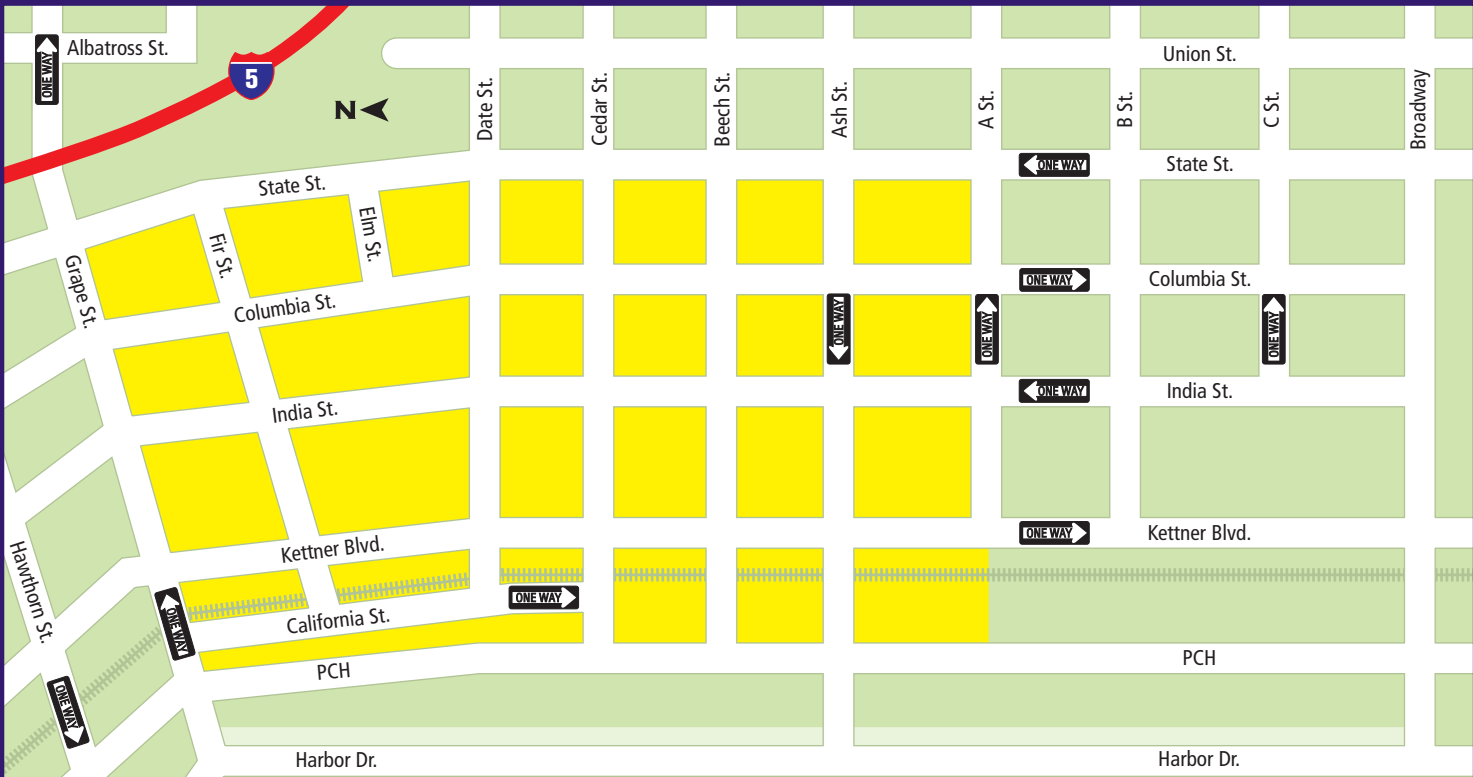 Albatross St.
ONE WAY
5
N
Union St.
Date St.
Cedar St.
Beech St.
Ash St.
A St.
B St.
C St.
Broadway
ONE WAY
State St.
State St.
Elm St.
Fir St.
Grape St.
ONE WAY
Columbia St.
Columbia St.
ONE WAY
ONE WAY
ONE WAY
ONE WAY
India St.
India St.
ONE WAY
Kettner Blvd.
Kettner Blvd.
Hawthorn St.
ONE WAY
ONE WAY
California St.
PCH
PCH
ONE WAY
Harbor Dr.
Harbor Dr.